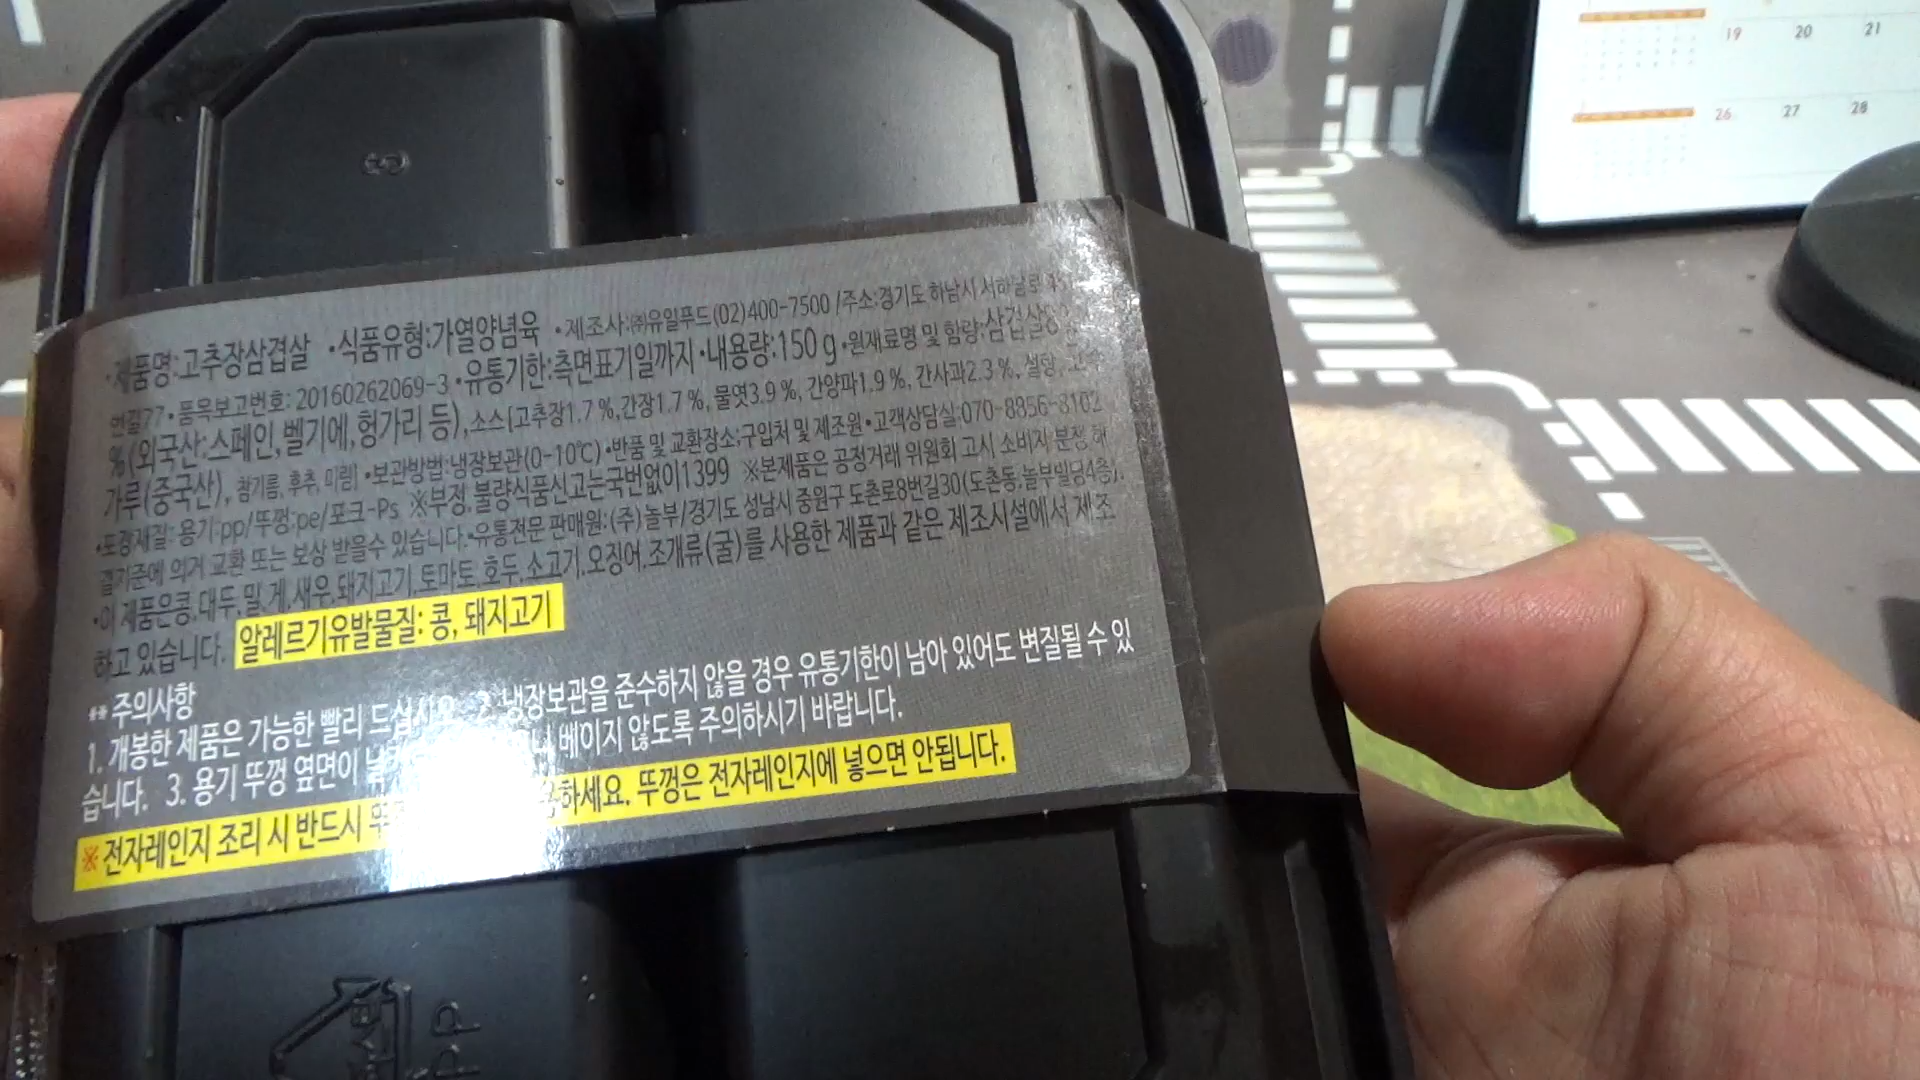 ·제품명:고추장삼겹살 ·식품유형:가열양념육 ·제조사:㈜유일푸드(02)400-7500 /주소:경기도 하남시 서하남로
연길77·품목보고번호: 20160262069-3·유통기한:측면표기일까지·내용량:150 g·원재료명 및 함량:삼겹살
%(외국산:스페인,벨기에,헝가리 등),소스(고추장1.7 %,간장1.7 %, 물엿3.9 %, 간양파1.9 %, 간사과2.3 %, 설탕,
가루(중국산), 참기름, 후추, 미림) ·보관방법:냉장보관(0~10℃)·반품 및 교환장소;구입처 및 제조원·고객상담실:070-8856-8102
·포장재질: 용기:pp/뚜껑:pe/포크-Ps ※부정,불량식품신고는국번없이1399 ※본제품은 공정거래 위원회 고시 소비자 분쟁 해
결기준에 의거 교환 또는 보상 받을수 있습니다.·유통전문 판매원:(주)놀부/경기도 성남시 중원구 도촌로8번길30(도촌동,놀부빌딩4층).
·이 제품은콩,대두,밀,게,새우,돼지고기,토마토,호두,소고기,오징어,조개류(굴)를 사용한 제품과 같은 제조시설에서 제조
하고 있습니다. 알레르기유발물질: 콩, 돼지고기
** 주의사항
1. 개봉한 제품은 가능한 빨리 드십시오. 2. 냉장보관을 준수하지 않을 경우 유통기한이 남아 있어도 변질될 수 있
습니다. 3. 용기 뚜껑 옆면이 베이지 않도록 주의하시기 바랍니다.
※ 전자레인지 조리 시 반드시 하세요. 뚜껑은 전자레인지에 넣으면 안됩니다.
19 20 21
26 27 28